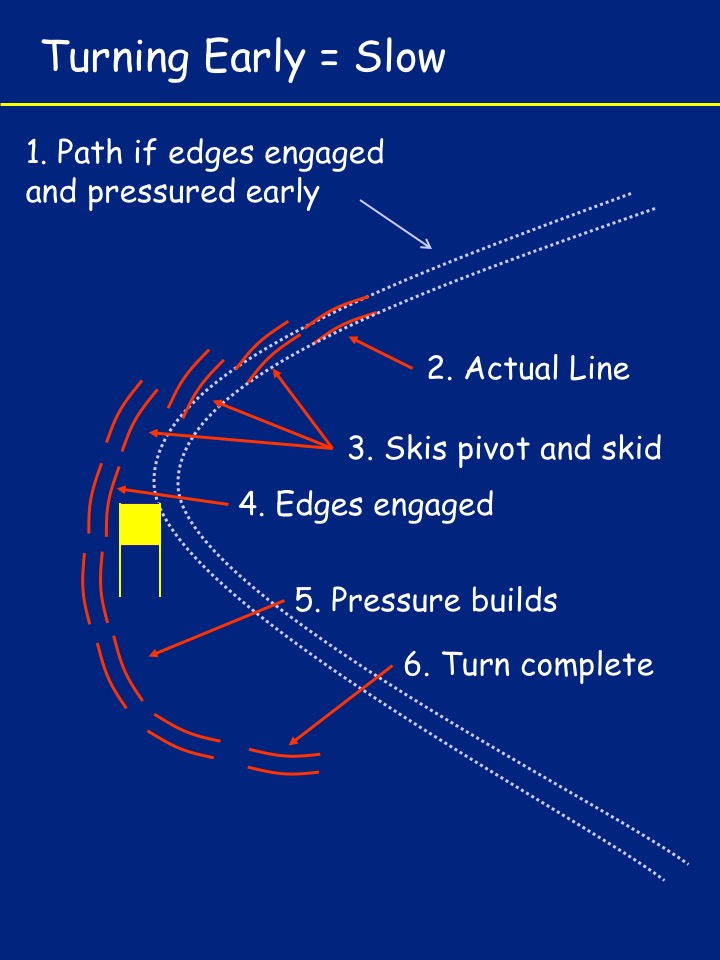 Turning Early = Slow
1. Path if edges engaged
and pressured early
2. Actual Line
3. Skis pivot and skid
4. Edges engaged
5. Pressure builds
6. Turn complete